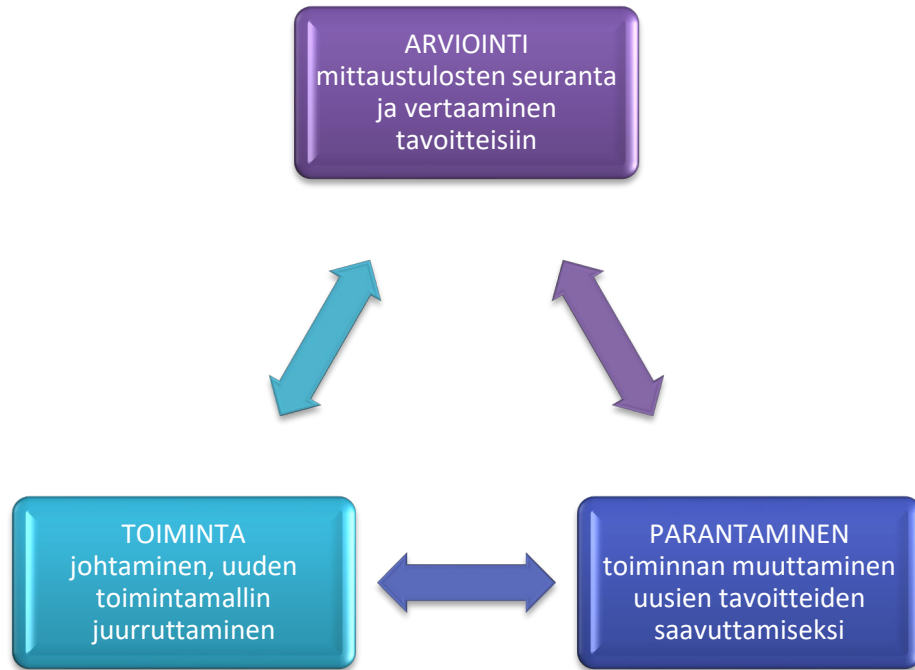 ARVIOINTI
mittaustulosten seuranta
ja vertaaminen
tavoitteisiin
TOIMINTA
johtaminen, uuden
toimintamallin
juurruttaminen
PARANTAMINEN
toiminnan muuttaminen
uusien tavoitteiden
saavuttamiseksi